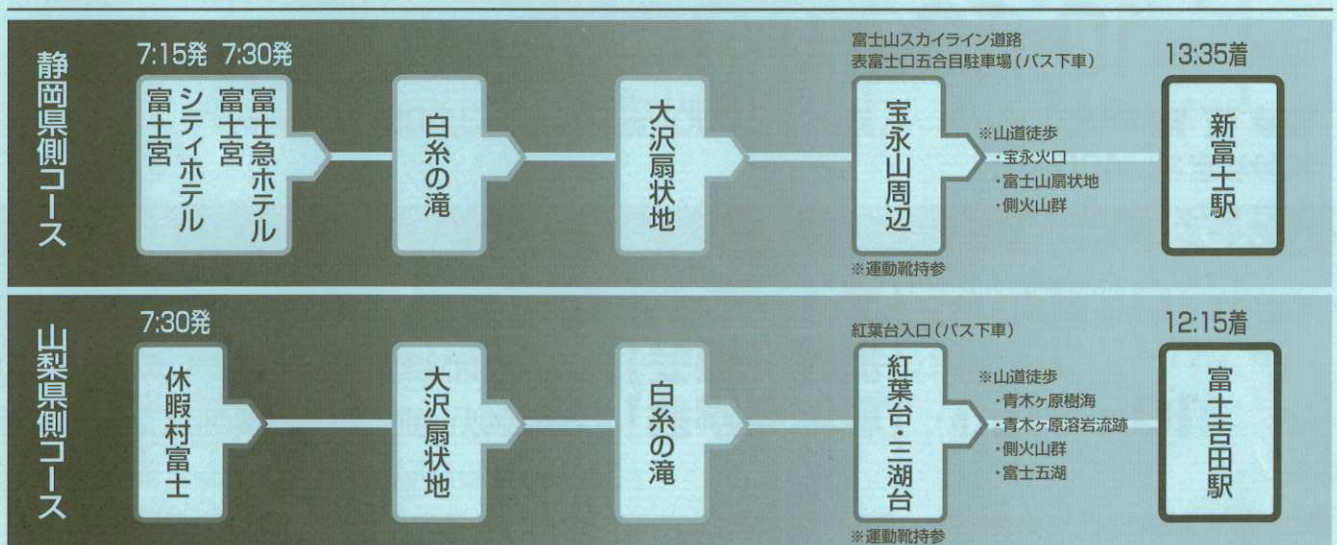 静岡県側コース
7:15発 7:30発
富士宮
シティホテル
富士宮
富士急ホテル
白糸の滝
大沢扇状地
富士山スカイライン道路
表富士口五合目駐車場(バス下車)
宝永山周辺
※運動靴持参
※山道徒歩
・宝永火口
・富士山扇状地
・側火山群
13:35着
新富士駅
山梨県側コース
7:30発
休暇村富士
大沢扇状地
白糸の滝
紅葉台入口(バス下車)
紅葉台・三湖台
※運動靴持参
※山道徒歩
・青木ヶ原樹海
・青木ヶ原溶岩流跡
・側火山群
・富士五湖
12:15着
富士吉田駅